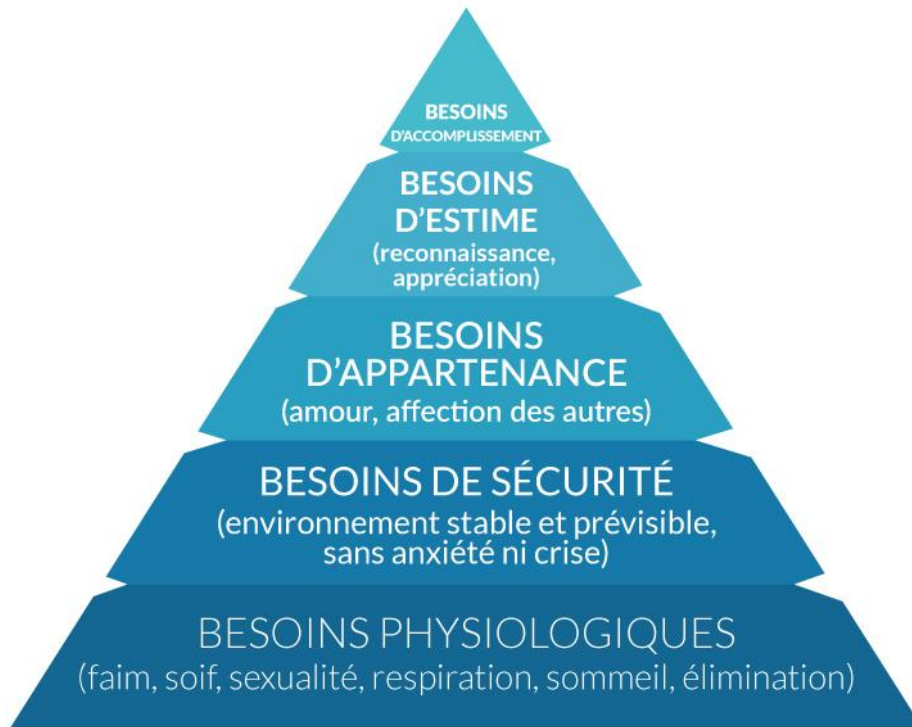 BESOINS
D'ACCOMPLISSEMENT
BESOINS
D'ESTIME
(reconnaissance,
appréciation)
BESOINS
D'APPARTENANCE
(amour, affection des autres)
BESOINS DE SÉCURITÉ
(environnement stable et prévisible,
sans anxiété ni crise)
BESOINS PHYSIOLOGIQUES
(faim, soif, sexualité, respiration, sommeil, élimination)